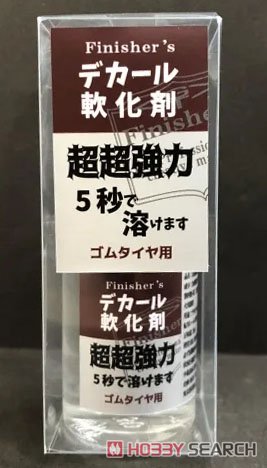 Finisher's
デカール
軟化剤
Finisher's
超超強力
5秒で
溶けます
ゴムタイヤ用
Finisher's
デカール
軟化剤
超超強力
5秒で溶けます
ゴムタイヤ用
HOBBY SEARCH